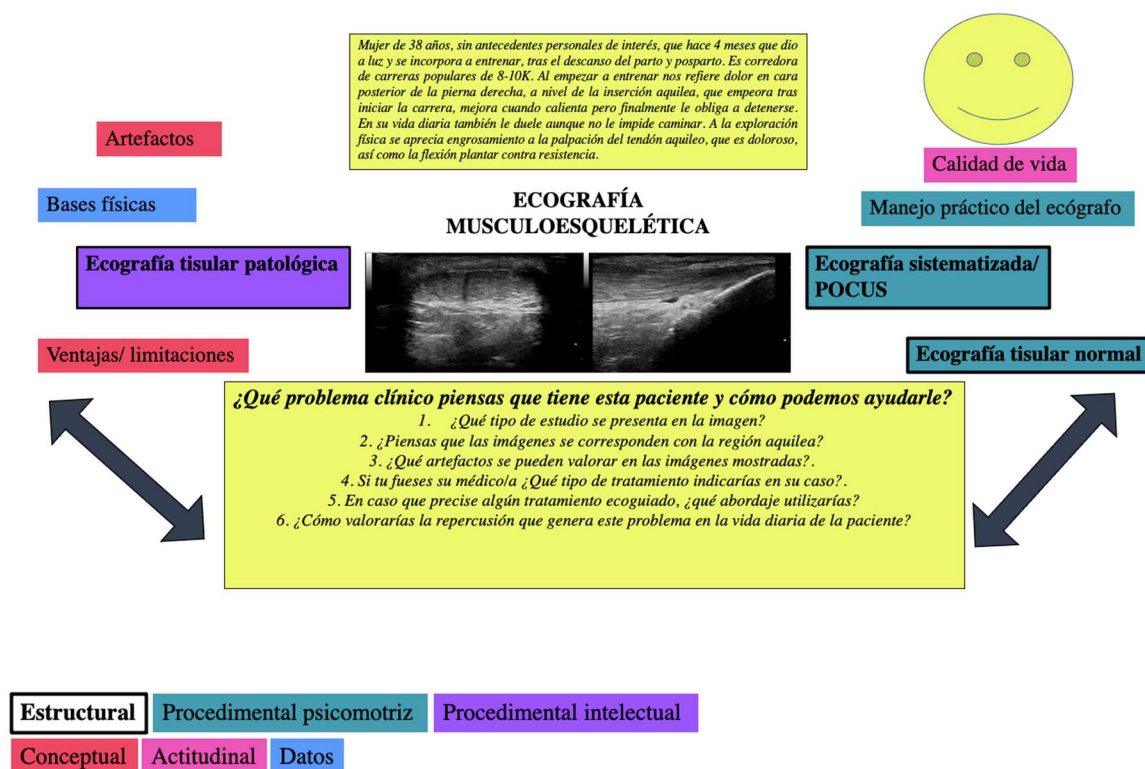 Mujer de 38 años, sin antecedentes personales de interés, que hace 4 meses que dio
a luz y se incorpora a entrenar, tras el descanso del parto y posparto. Es corredora
de carreras populares de 8-10K. Al empezar a entrenar nos refiere dolor en cara
posterior de la pierna derecha, a nivel de la inserción aquilea, que empeora tras
iniciar la carrera, mejora cuando calienta pero finalmente le obliga a detenerse.
En su vida diaria también le duele aunque no le impide caminar. A la exploración
física se aprecia engrosamiento a la palpación del tendón aquileo, que es doloroso,
así como la flexión plantar contra resistencia.
Artefactos
Calidad de vida
Bases físicas
ECOGRAFÍA
MUSCULOESQUELÉTICA
Manejo práctico del ecógrafo
Ecografía tisular patológica
Ecografía sistematizada/
POCUS
Ventajas/ limitaciones
Ecografía tisular normal
¿Qué problema clínico piensas que tiene esta paciente y cómo podemos ayudarle?
1. ¿Qué tipo de estudio se presenta en la imagen?
2. ¿Piensas que las imágenes se corresponden con la región aquilea?
3. ¿Qué artefactos se pueden valorar en las imágenes mostradas?.
4. Si tu fueses su médico/a ¿Qué tipo de tratamiento indicarías en su caso?.
5. En caso que precise algún tratamiento ecoguiado, ¿qué abordaje utilizarías?
6. ¿Cómo valorarías la repercusión que genera este problema en la vida diaria de la paciente?
Estructural
Procedimental psicomotriz
Procedimental intelectual
Conceptual
Actitudinal
Datos